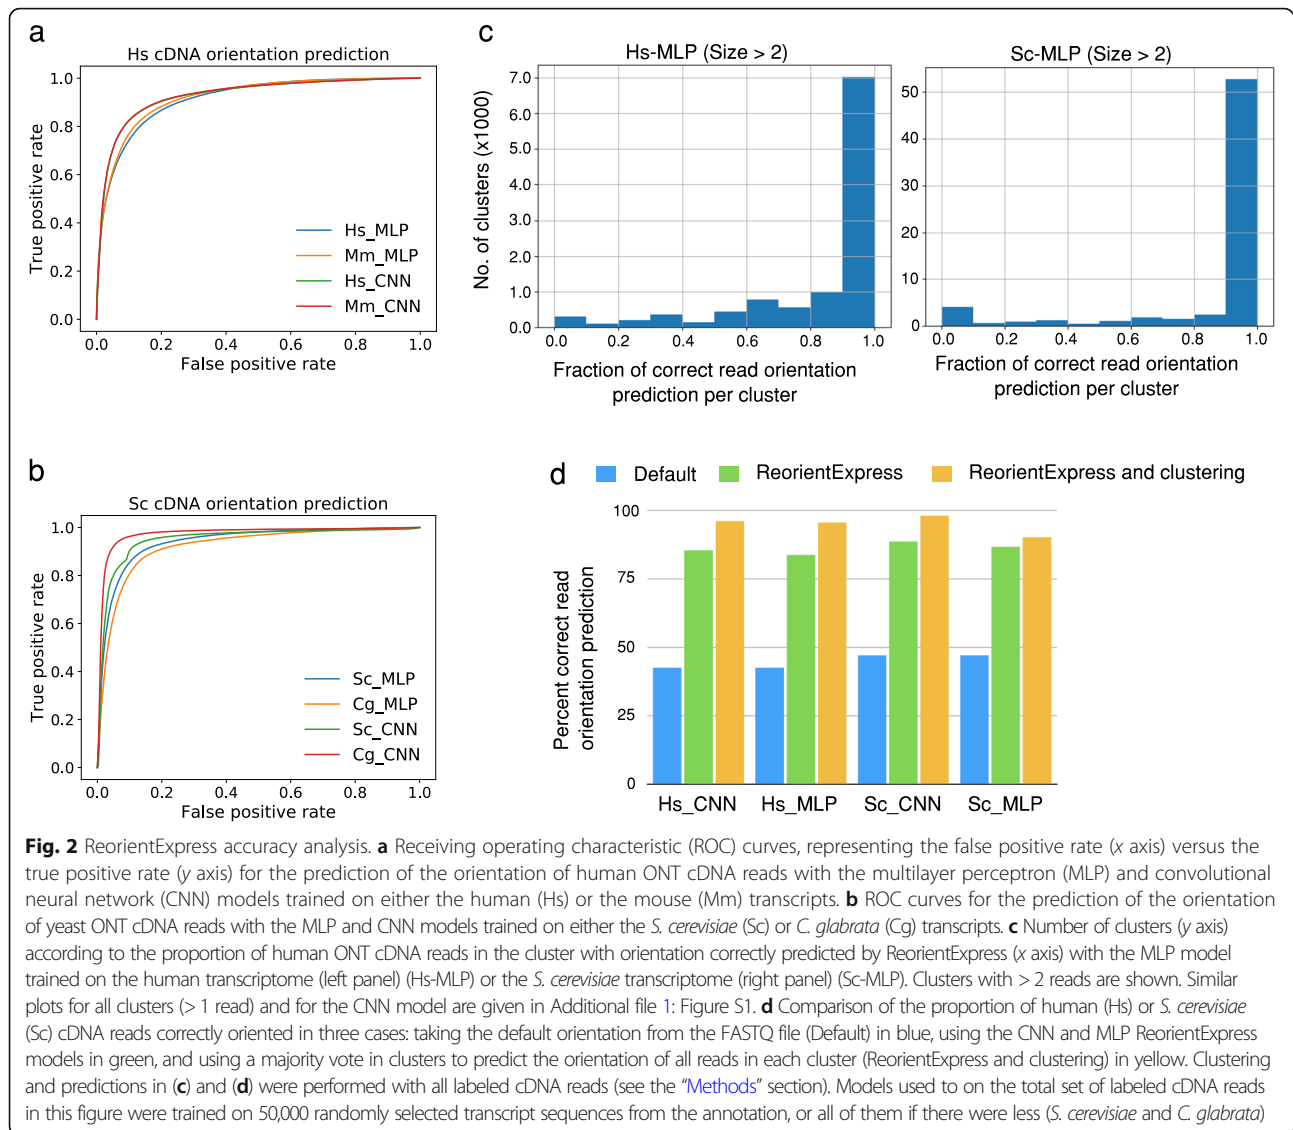 a
Hs cDNA orientation prediction
1.0
0.8
0.6
0.4
0.2
0.0
True positive rate
Hs_MLP
Mm_MLP
Hs_CNN
Mm_CNN
0.0 0.2 0.4 0.6 0.8 1.0
False positive rate
b
Sc cDNA orientation prediction
1.0
0.8
0.6
0.4
0.2
0.0
True positive rate
Sc_MLP
Cg_MLP
Sc_CNN
Cg_CNN
0.0 0.2 0.4 0.6 0.8 1.0
False positive rate
c
Hs-MLP (Size > 2)
7.0
6.0
5.0
4.0
3.0
2.0
1.0
0.0
No. of clusters (x1000)
0.0 0.2 0.4 0.6 0.8 1.0
Fraction of correct read orientation
prediction per cluster
Sc-MLP (Size > 2)
50
40
30
20
10
0
0.0 0.2 0.4 0.6 0.8 1.0
Fraction of correct read orientation
prediction per cluster
d
Default ReorientExpress ReorientExpress and clustering
100
75
50
25
0
Percent correct read
orientation prediction
Hs_CNN Hs_MLP Sc_CNN Sc_MLP
Fig. 2 ReorientExpress accuracy analysis. a Receiving operating characteristic (ROC) curves, representing the false positive rate (x axis) versus the
true positive rate (y axis) for the prediction of the orientation of human ONT cDNA reads with the multilayer perceptron (MLP) and convolutional
neural network (CNN) models trained on either the human (Hs) or the mouse (Mm) transcripts. b ROC curves for the prediction of the orientation
of yeast ONT cDNA reads with the MLP and CNN models trained on either the S. cerevisiae (Sc) or C. glabrata (Cg) transcripts. c Number of clusters (y axis)
according to the proportion of human ONT cDNA reads in the cluster with orientation correctly predicted by ReorientExpress (x axis) with the MLP model
trained on the human transcriptome (left panel) (Hs-MLP) or the S. cerevisiae transcriptome (right panel) (Sc-MLP). Clusters with > 2 reads are shown. Similar
plots for all clusters (> 1 read) and for the CNN model are given in Additional file 1: Figure S1. d Comparison of the proportion of human (Hs) or S. cerevisiae
(Sc) cDNA reads correctly oriented in three cases: taking the default orientation from the FASTQ file (Default) in blue, using the CNN and MLP ReorientExpress
models in green, and using a majority vote in clusters to predict the orientation of all reads in each cluster (ReorientExpress and clustering) in yellow. Clustering
and predictions in (c) and (d) were performed with all labeled cDNA reads (see the “Methods” section). Models used to on the total set of labeled cDNA reads
in this figure were trained on 50,000 randomly selected transcript sequences from the annotation, or all of them if there were less (S. cerevisiae and C. glabrata)